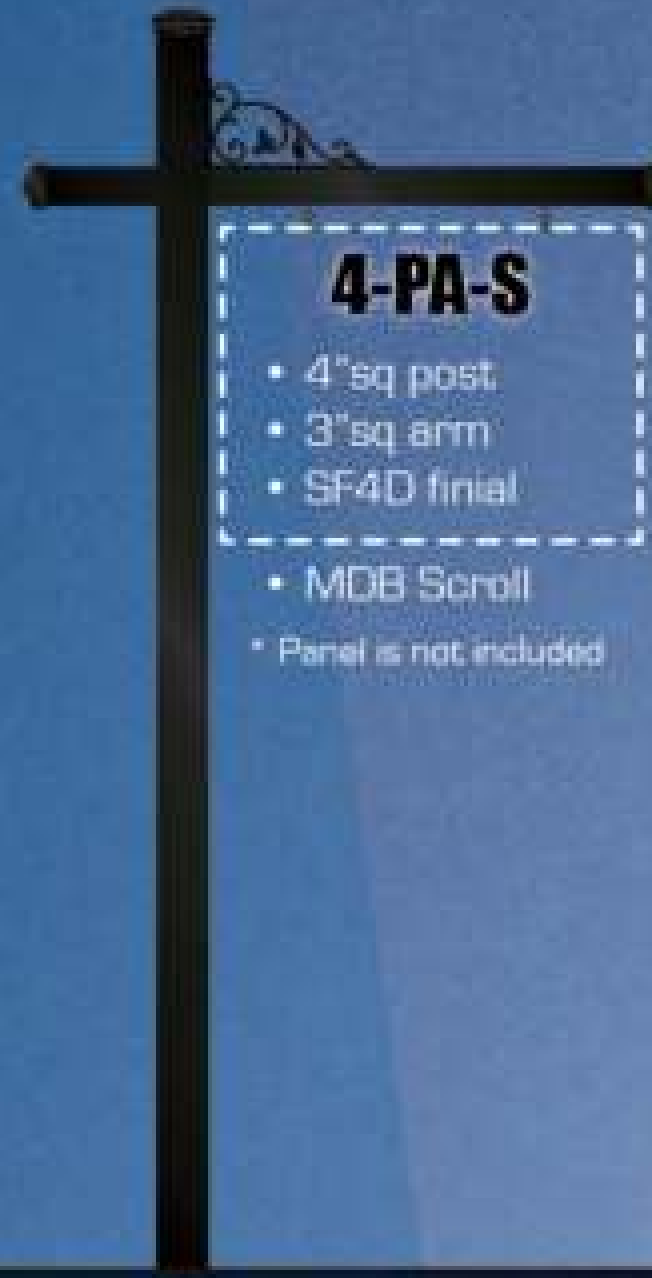 4-PA-S
• 4"sq post
• 3"sq arm
• SF4D finial
• MDB Scroll
* Panel is not included